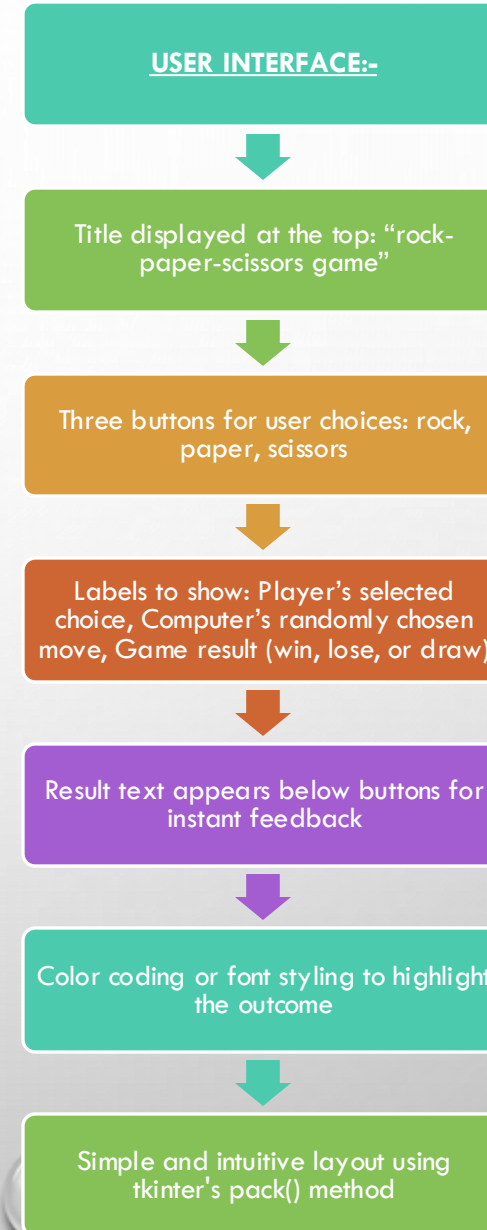 USER INTERFACE:-
Title displayed at the top: “rock-
paper-scissors game”
Three buttons for user choices: rock,
paper, scissors
Labels to show: Player’s selected
choice, Computer’s randomly chosen
move, Game result (win, lose, or draw)
Result text appears below buttons for
instant feedback
Color coding or font styling to highlight
the outcome
Simple and intuitive layout using
tkinter's pack() method